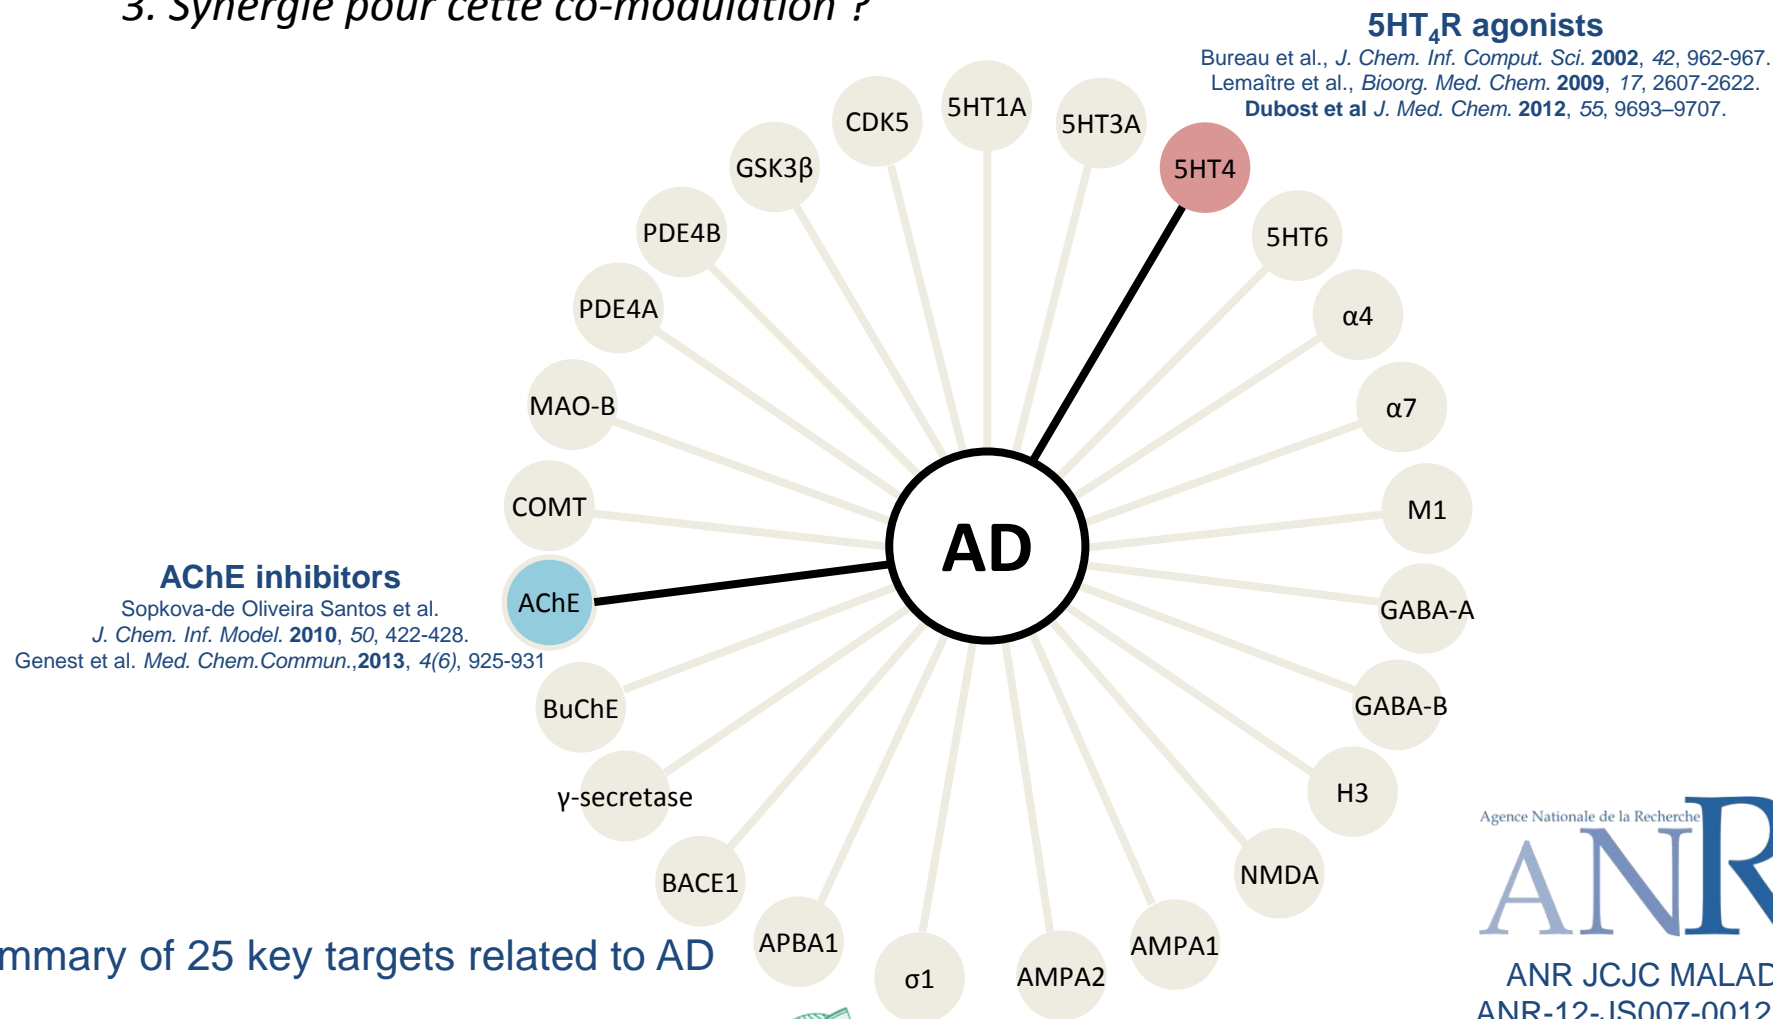 3. Synergie pour cette co-modulation ?
5HT4R agonists
Bureau et al., J. Chem. Inf. Comput. Sci. 2002, 42, 962-967.
Lemaître et al., Bioorg. Med. Chem. 2009, 17, 2607-2622.
Dubost et al J. Med. Chem. 2012, 55, 9693–9707.
5HT1A
5HT3A
5HT4
5HT6
α4
α7
M1
GABA-A
GABA-B
H3
NMDA
AMPA1
AMPA2
σ1
APBA1
BACE1
γ-secretase
BuChE
AChE
COMT
MAO-B
PDE4A
PDE4B
GSK3β
CDK5
AD
AChE inhibitors
Sopkova-de Oliveira Santos et al.
J. Chem. Inf. Model. 2010, 50, 422-428.
Genest et al. Med. Chem.Commun.,2013, 4(6), 925-931
mmary of 25 key targets related to AD
Agence Nationale de la Recherche
ANR
ANR JCJC MALAD
ANR-12-JS007-0012